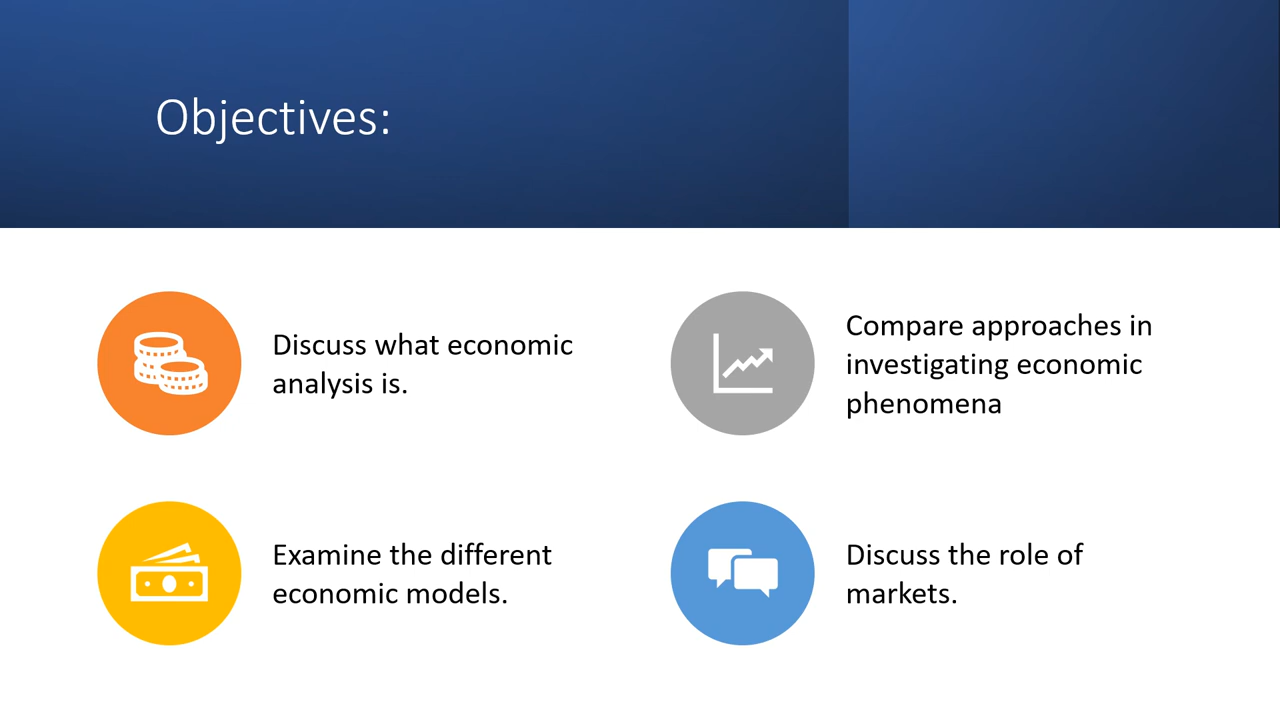 Objectives:
Discuss what economic
analysis is.
Compare approaches in
investigating economic
phenomena
Examine the different
economic models.
Discuss the role of
markets.